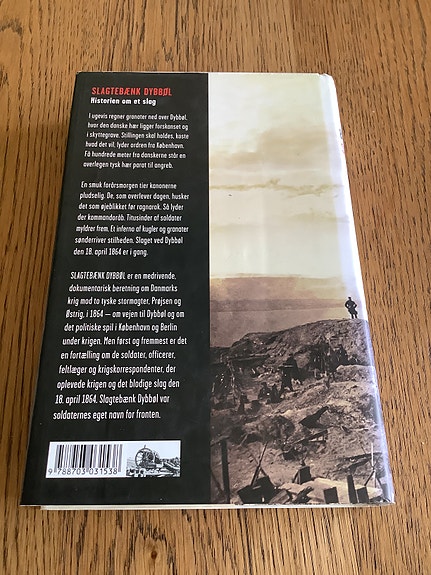 SLAGTEBÆNK DYBBØL
Historien om et slag
I ugevis regner granater ned over Dybbøl,
hvor den danske hær ligger forskanset og
i skyttegrave. Stillingen skal holdes, koste
hvad det vil, lyder ordren fra København.
Få hundrede meter fra danskerne står en
overlegen tysk hær parat til angreb.
En smuk forårsmorgen tier kanonerne
pludselig. De, som overlever dagen, husker
det som øjeblikket før ragnarok. Så lyder
der kommandoråb. Titusinder af soldater
myldrer frem. Et inferno af kugler og granater
sønderriver stilheden. Slaget ved Dybbøl
den 18. april 1864 er i gang.
SLAGTEBÆNK DYBBØL er en medrivende,
dokumentarisk beretning om Danmarks
krig mod to tyske stormagter, Prøjsen og
Østrig, i 1864 – om vejen til Dybbøl og om
det politiske spil i København og Berlin
under krigen. Men først og fremmest er det
en fortælling om de soldater, officerer,
feltlæger og krigskorrespondenter, der
oplevede krigen og det blodige slag den
18. april 1864. Slagtebænk Dybbøl var
soldaternes eget navn for fronten.
9 788703 031538